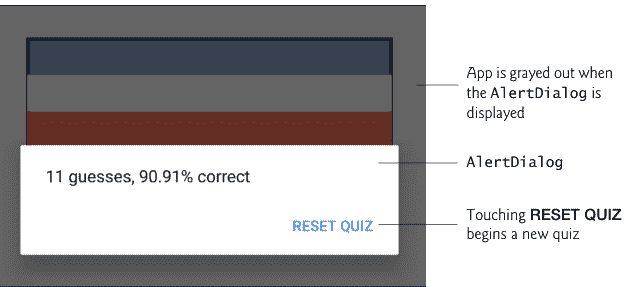 App is grayed out when
the AlertDialog is
displayed
AlertDialog
11 guesses, 90.91% correct
Touching RESET QUIZ
begins a new quiz
RESET QUIZ